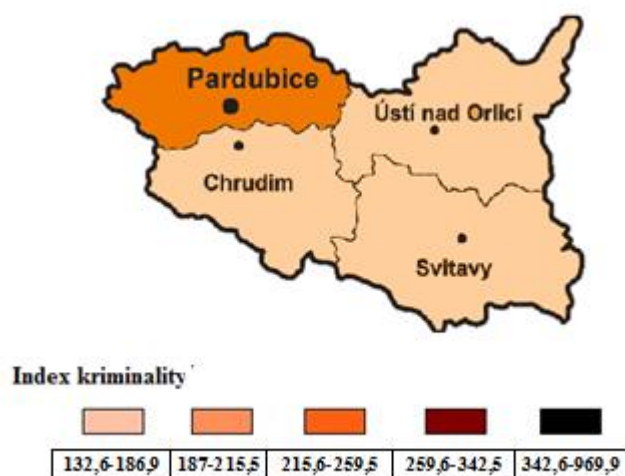 Pardubice
Ústí nad Orlicí
Chrudim
Svitavy
Index kriminality
132,6-186,9 187-215,5 215,6-259,5 259,6-342,5 342,6-969,9